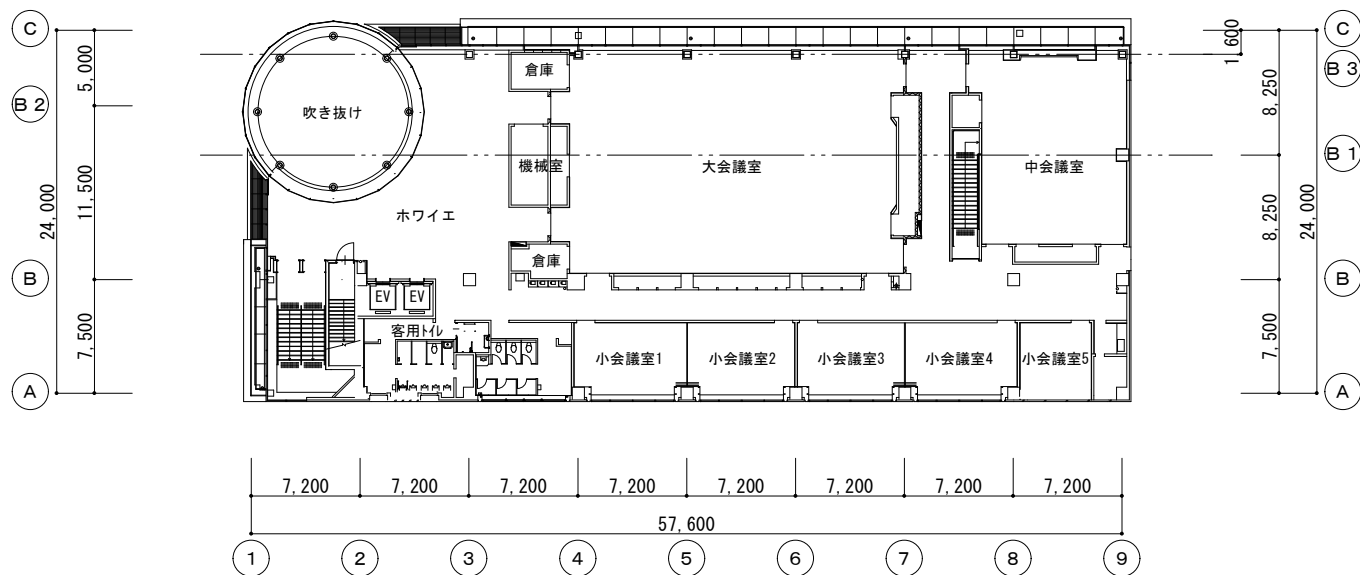 C
C
5,000
1,600
倉庫
B3
8,250
B2
吹き抜け
機械室
大会議室
中会議室
B1
24,000
11,500
ホワイエ
8,250
24,000
倉庫
B
B
EV
EV
客用トイレ
7,500
小会議室1
小会議室2
小会議室3
小会議室4
小会議室5
7,500
A
A
7,200
7,200
7,200
7,200
7,200
7,200
7,200
7,200
57,600
1
2
3
4
5
6
7
8
9